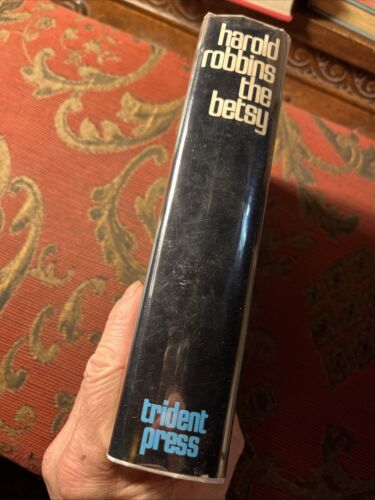 harold
robbins
the
betsy
trident
press